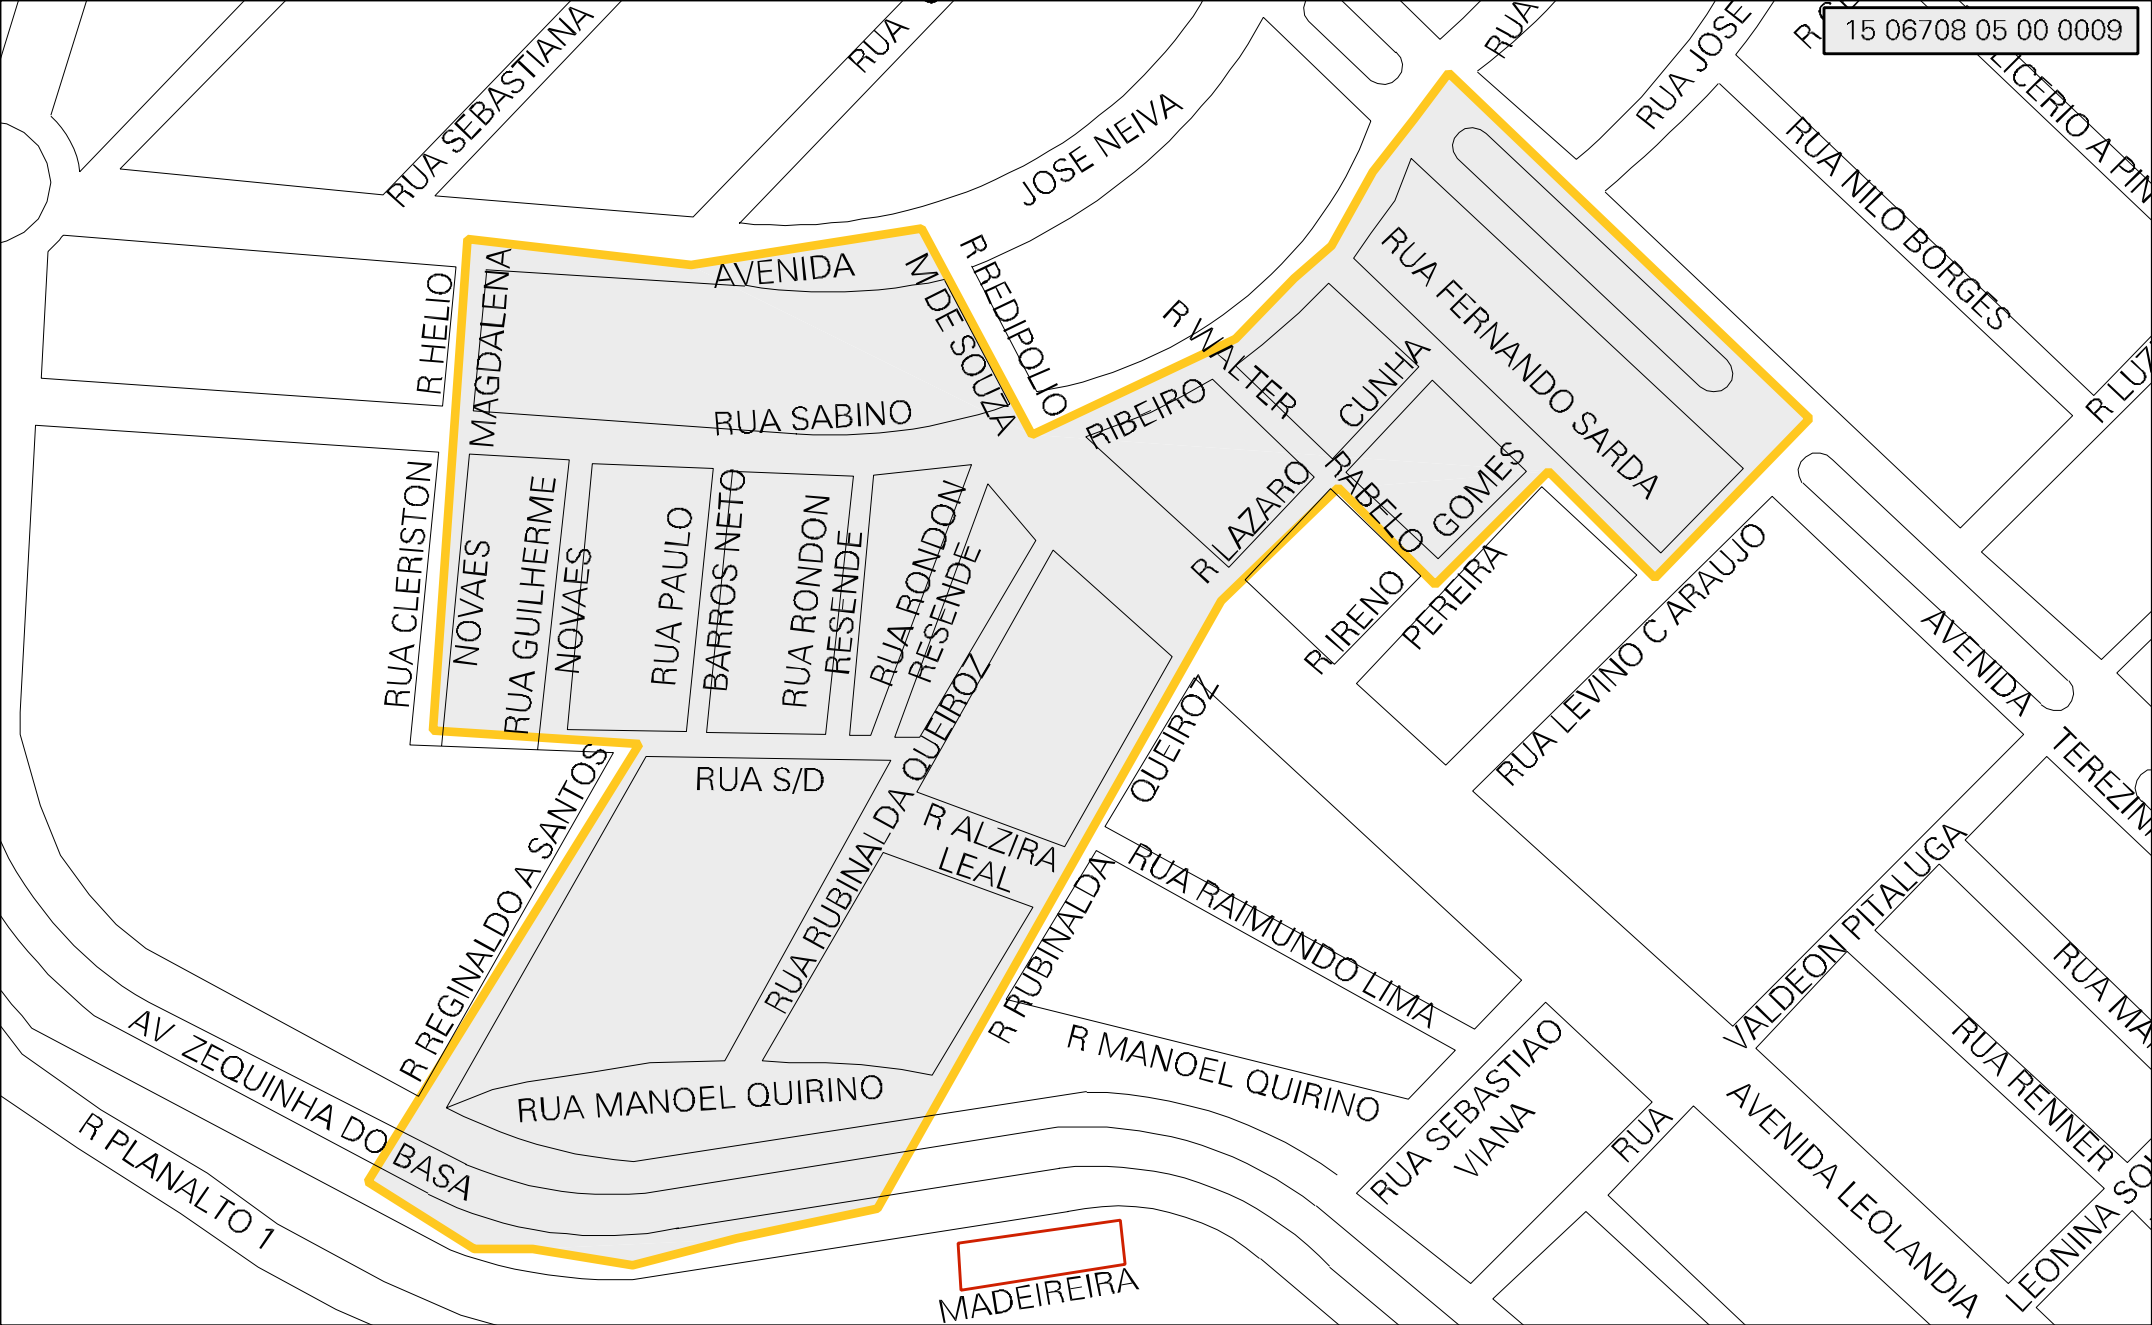 15 06708 05 00 0009
RUA SEBASTIANA
RUA
RUA
RUA JOSE
LICERIO A PIN
RUA NILO BORGES
R LUZ
JOSE NEIVA
R REDIPOLIO
M DE SOUZA
AVENIDA
R HELIO
MAGDALENA
RUA SABINO
R WALTER
RABELO
RIBEIRO
CUNHA
RUA FERNANDO SARDA
GOMES
R LAZARO
R IRENO
PEREIRA
RUA LEVINO C ARAUJO
AVENIDA
TEREZIN
RUA CLERISTON
NOVAES
RUA GUILHERME
NOVAES
RUA PAULO
BARROS NETO
RUA RONDON
RESENDE
RUA RONDON
RESENDE
RUA RUBINALDA QUEIROZ
RUA S/D
R ALZIRA
LEAL
R REGINALDO A SANTOS
R RUBINALDA
QUEIROZ
RUA RAIMUNDO LIMA
R MANOEL QUIRINO
RUA MANOEL QUIRINO
AV ZEQUINHA DO BASA
R PLANALTO 1
MADEIREIRA
RUA SEBASTIAO
VIANA
RUA
VALDEON PITALUGA
RUA MA
RUA RENNER
AVENIDA LEOLANDIA
LEONINA SO